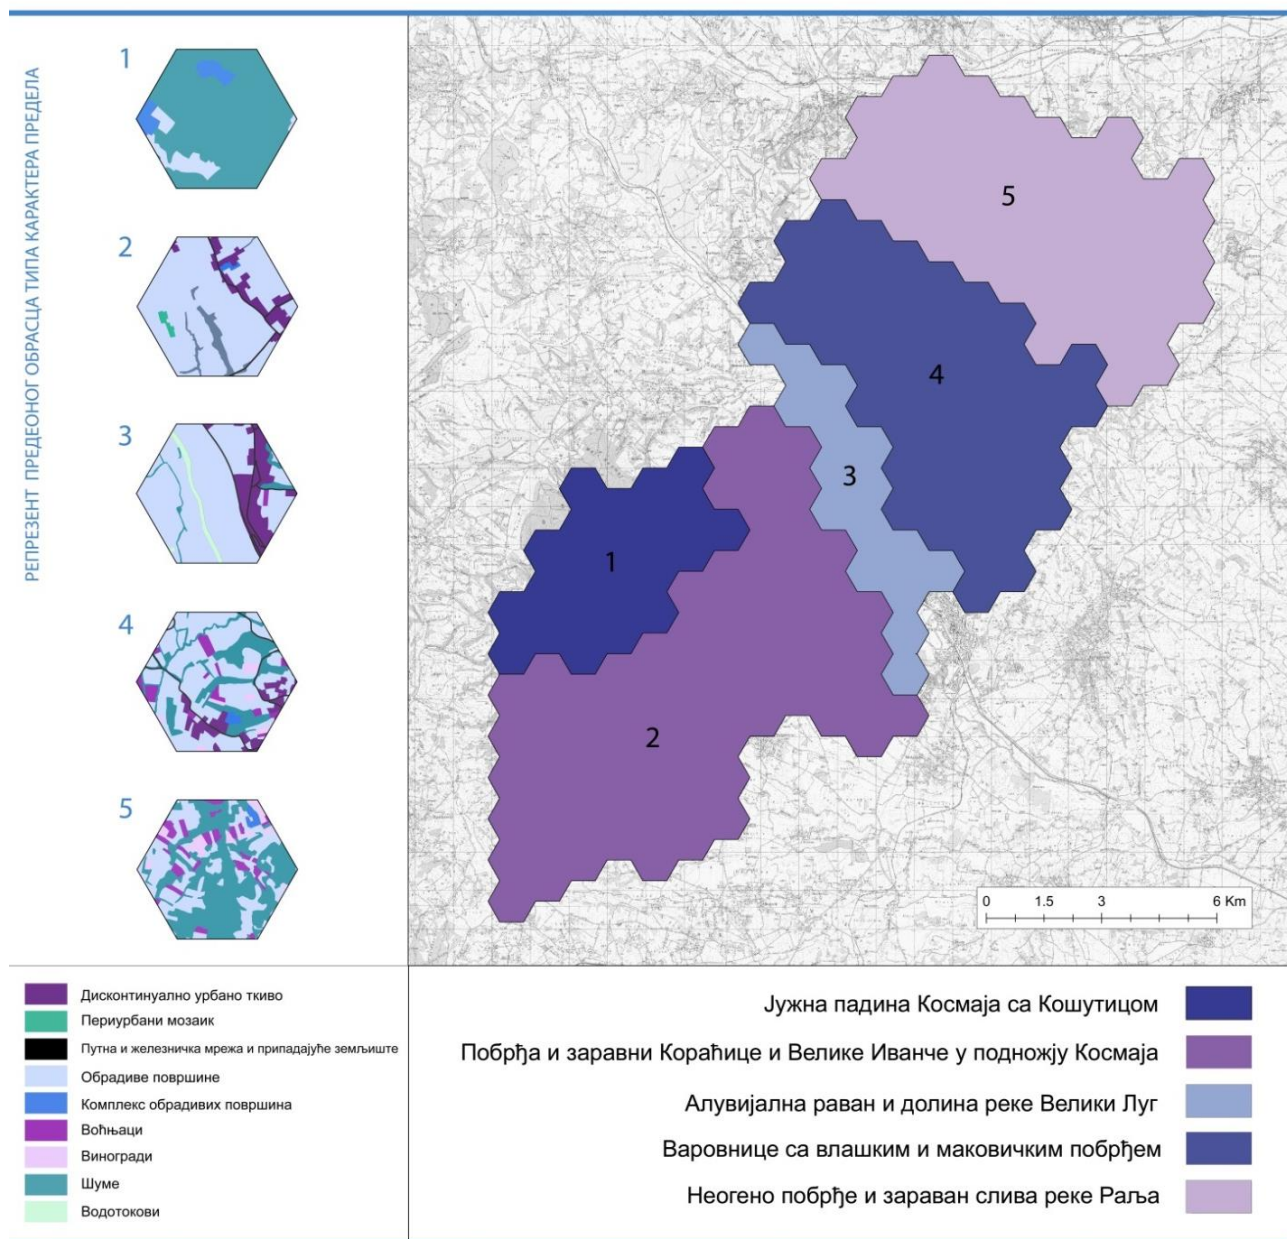 РЕПРЕЗЕНТ ПРЕДЕОНОГ ОБРАСЦА ТИПА КАРАКТЕРА ПРЕДЕЛА
1
2
3
4
5
5
4
3
1
2
0 1.5 3 6 Km
Дисконтинуално урбано ткиво
Периурбани мозаик
Путна и железничка мрежа и припадајуће земљиште
Обрадиве површине
Комплекс обрадивих површина
Воћњаци
Виногради
Шуме
Водотокови
Јужна падина Космаја са Кошутицом
Побрђа и заравни Кораћице и Велике Иванче у подножју Космаја
Алувијална раван и долина реке Велики Луг
Варовнице са влашким и маковичким побрђем
Неогено побрђе и зараван слива реке Раља